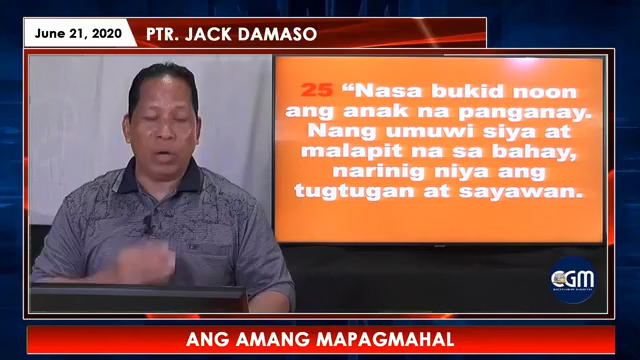 June 21, 2020
PTR. JACK DAMASO
25 “Nasa bukid noon
ang anak na panganay.
Nang umuwi siya at
malapit na sa bahay,
narinig niya ang
tugtugan at sayawan.
CGM
ANG AMANG MAPAGMAHAL